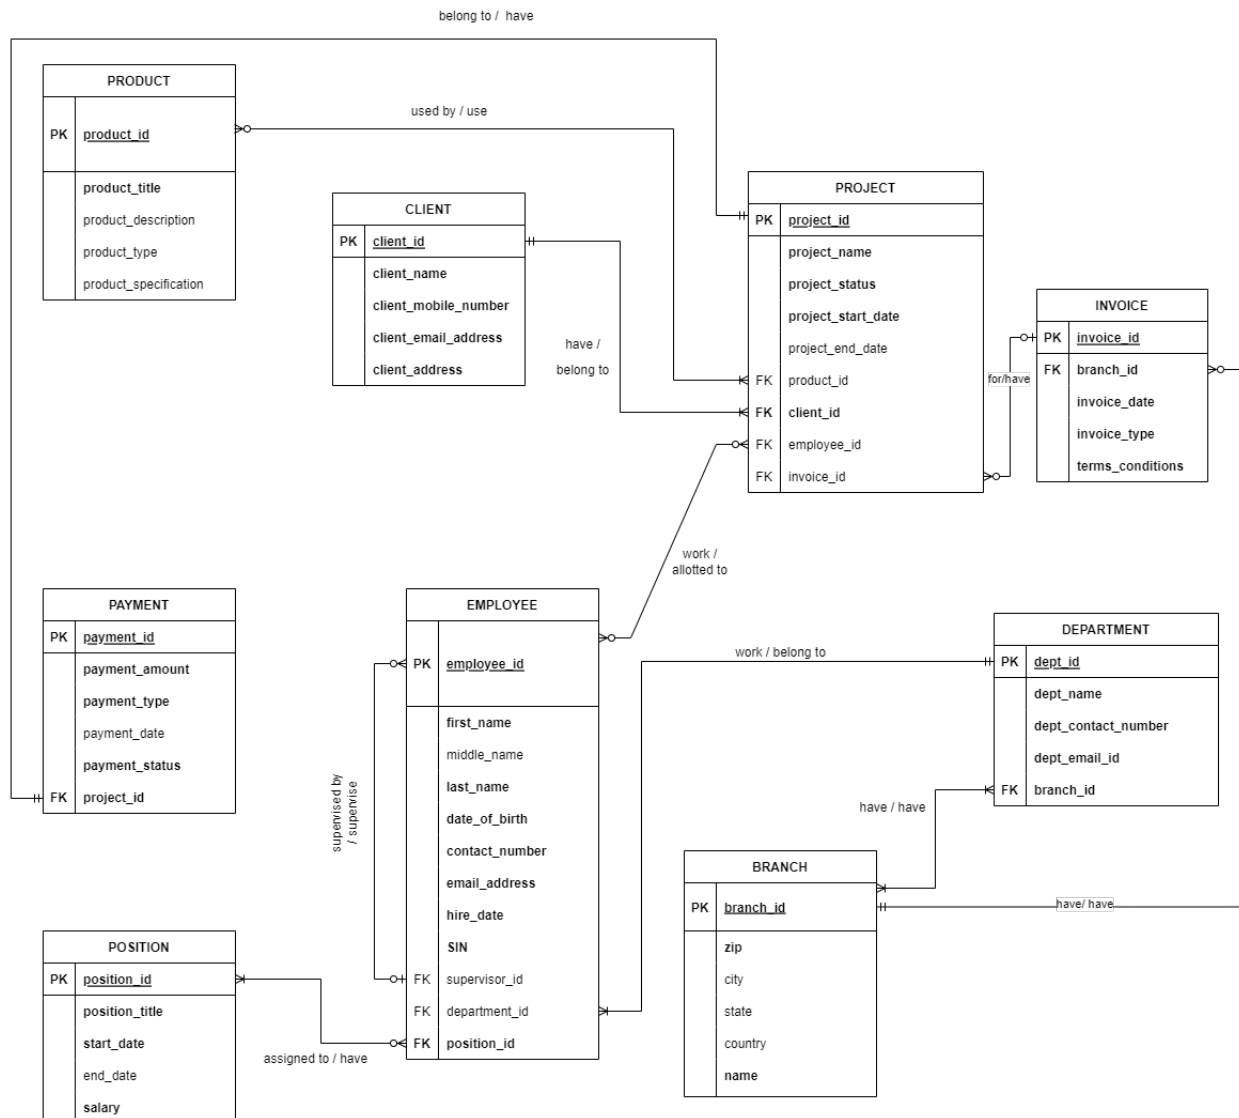 belong to /  have
PRODUCT
PK product_id
product_title
product_description
product_type
product_specification
used by / use
CLIENT
PK client_id
client_name
client_mobile_number
client_email_address
client_address
have /
belong to
PROJECT
PK project_id
project_name
project_status
project_start_date
project_end_date
FK product_id
FK client_id
FK employee_id
FK invoice_id
for/have
INVOICE
PK invoice_id
FK branch_id
invoice_date
invoice_type
terms_conditions
work /
allotted to
PAYMENT
PK payment_id
payment_amount
payment_type
payment_date
payment_status
FK project_id
EMPLOYEE
PK employee_id
first_name
middle_name
last_name
date_of_birth
contact_number
email_address
hire_date
SIN
FK supervisor_id
FK department_id
FK position_id
supervised by
/ supervise
work / belong to
DEPARTMENT
PK dept_id
dept_name
dept_contact_number
dept_email_id
FK branch_id
have / have
BRANCH
PK branch_id
zip
city
state
country
name
have/ have
POSITION
PK position_id
position_title
start_date
end_date
salary
assigned to / have